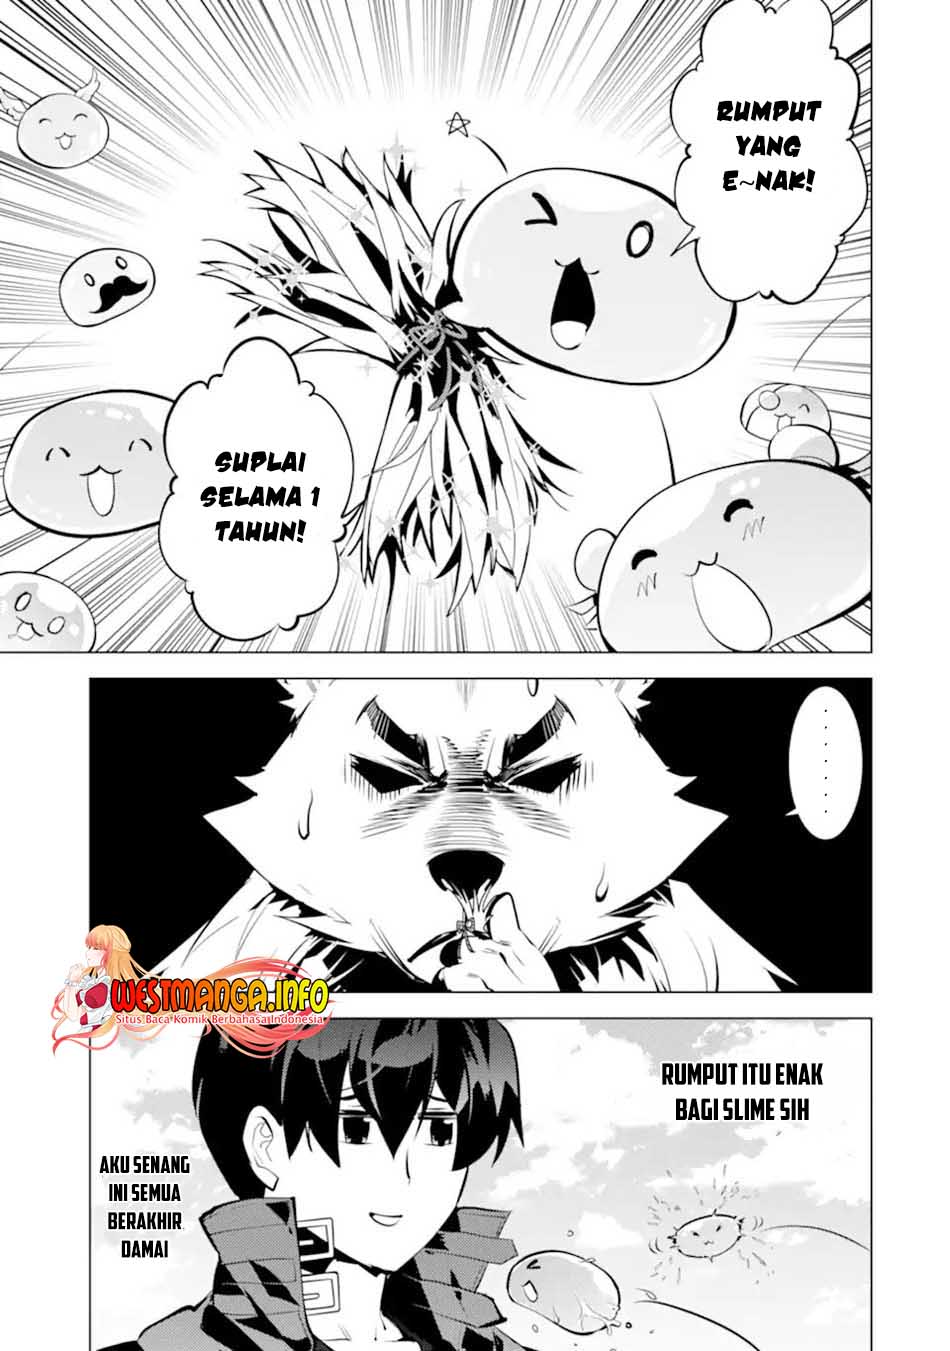 RUMPUT
YANG
E~NAK!
SUPLAI
SELAMA 1
TAHUN!
.......
WESTMANGA.INFO
Situs Baca Komik Berbahasa Indonesia
RUMPUT ITU ENAK
BAGI SLIME SIH
AKU SENANG
INI SEMUA
BERAKHIR
DAMAI